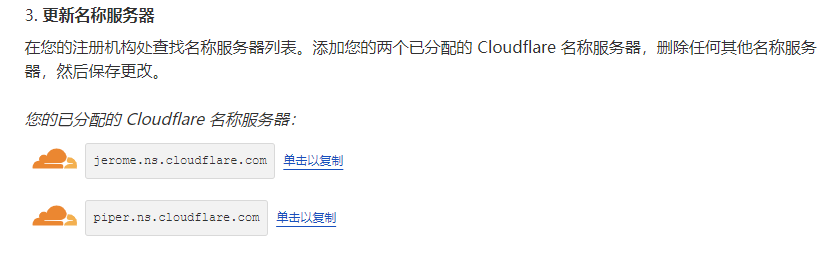 3. 更新名称服务器
在您的注册机构处查找名称服务器列表。添加您的两个已分配的 Cloudflare 名称服务器，删除任何其他名称服务
器，然后保存更改。
您的已分配的 Cloudflare 名称服务器：
jerome.ns.cloudflare.com 单击以复制
piper.ns.cloudflare.com 单击以复制